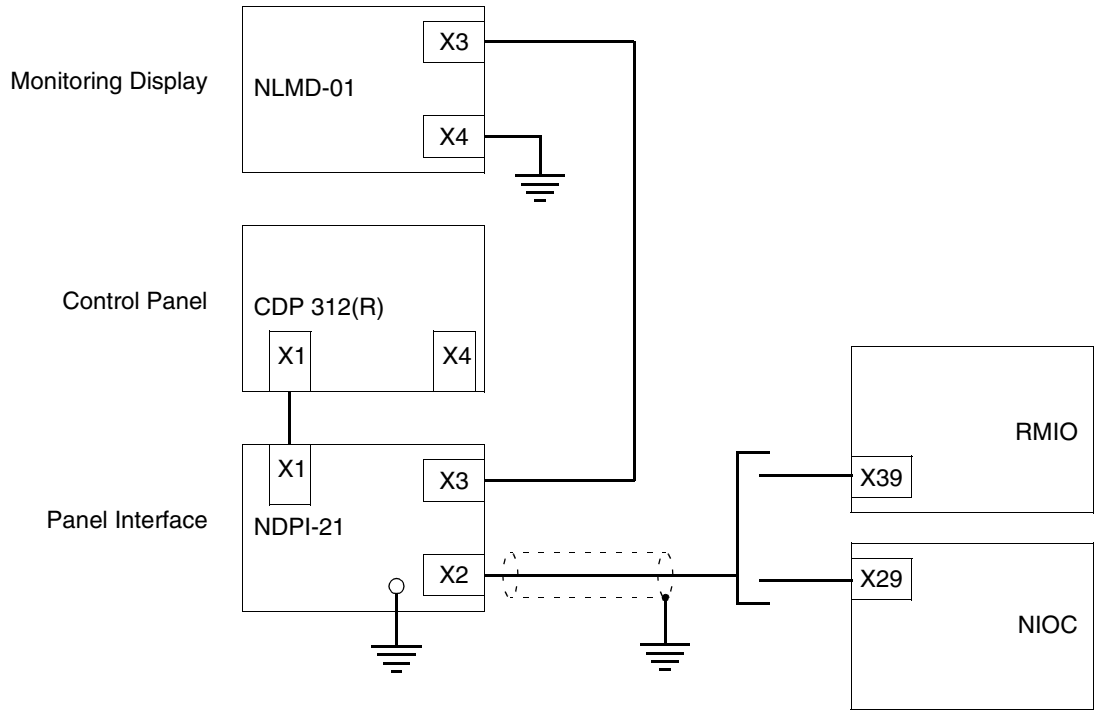 X3
Monitoring Display
NLMD-01
X4
Control Panel
CDP 312(R)
X1
X4
RMIO
X1
X3
X39
Panel Interface
NDPI-21
X2
X29
NIOC